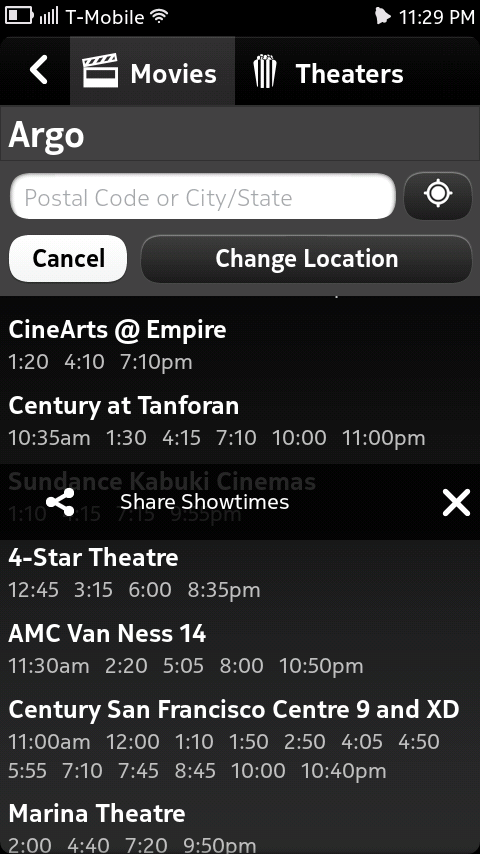 T-Mobile 11:29 PM
Movies Theaters
Argo
Postal Code or City/State
Cancel Change Location
CineArts @ Empire
1:20 4:10 7:10pm
Century at Tanforan
10:35am 1:30 4:15 7:10 10:00 11:00pm
Sundance Kabuki Cinemas
Share Showtimes
1:10 4:15 7:15 9:55pm
4-Star Theatre
12:45 3:15 6:00 8:35pm
AMC Van Ness 14
11:30am 2:20 5:05 8:00 10:50pm
Century San Francisco Centre 9 and XD
11:00am 12:00 1:10 1:50 2:50 4:05 4:50
5:55 7:10 7:45 8:45 10:00 10:40pm
Marina Theatre
2:00 4:40 7:20 9:50pm